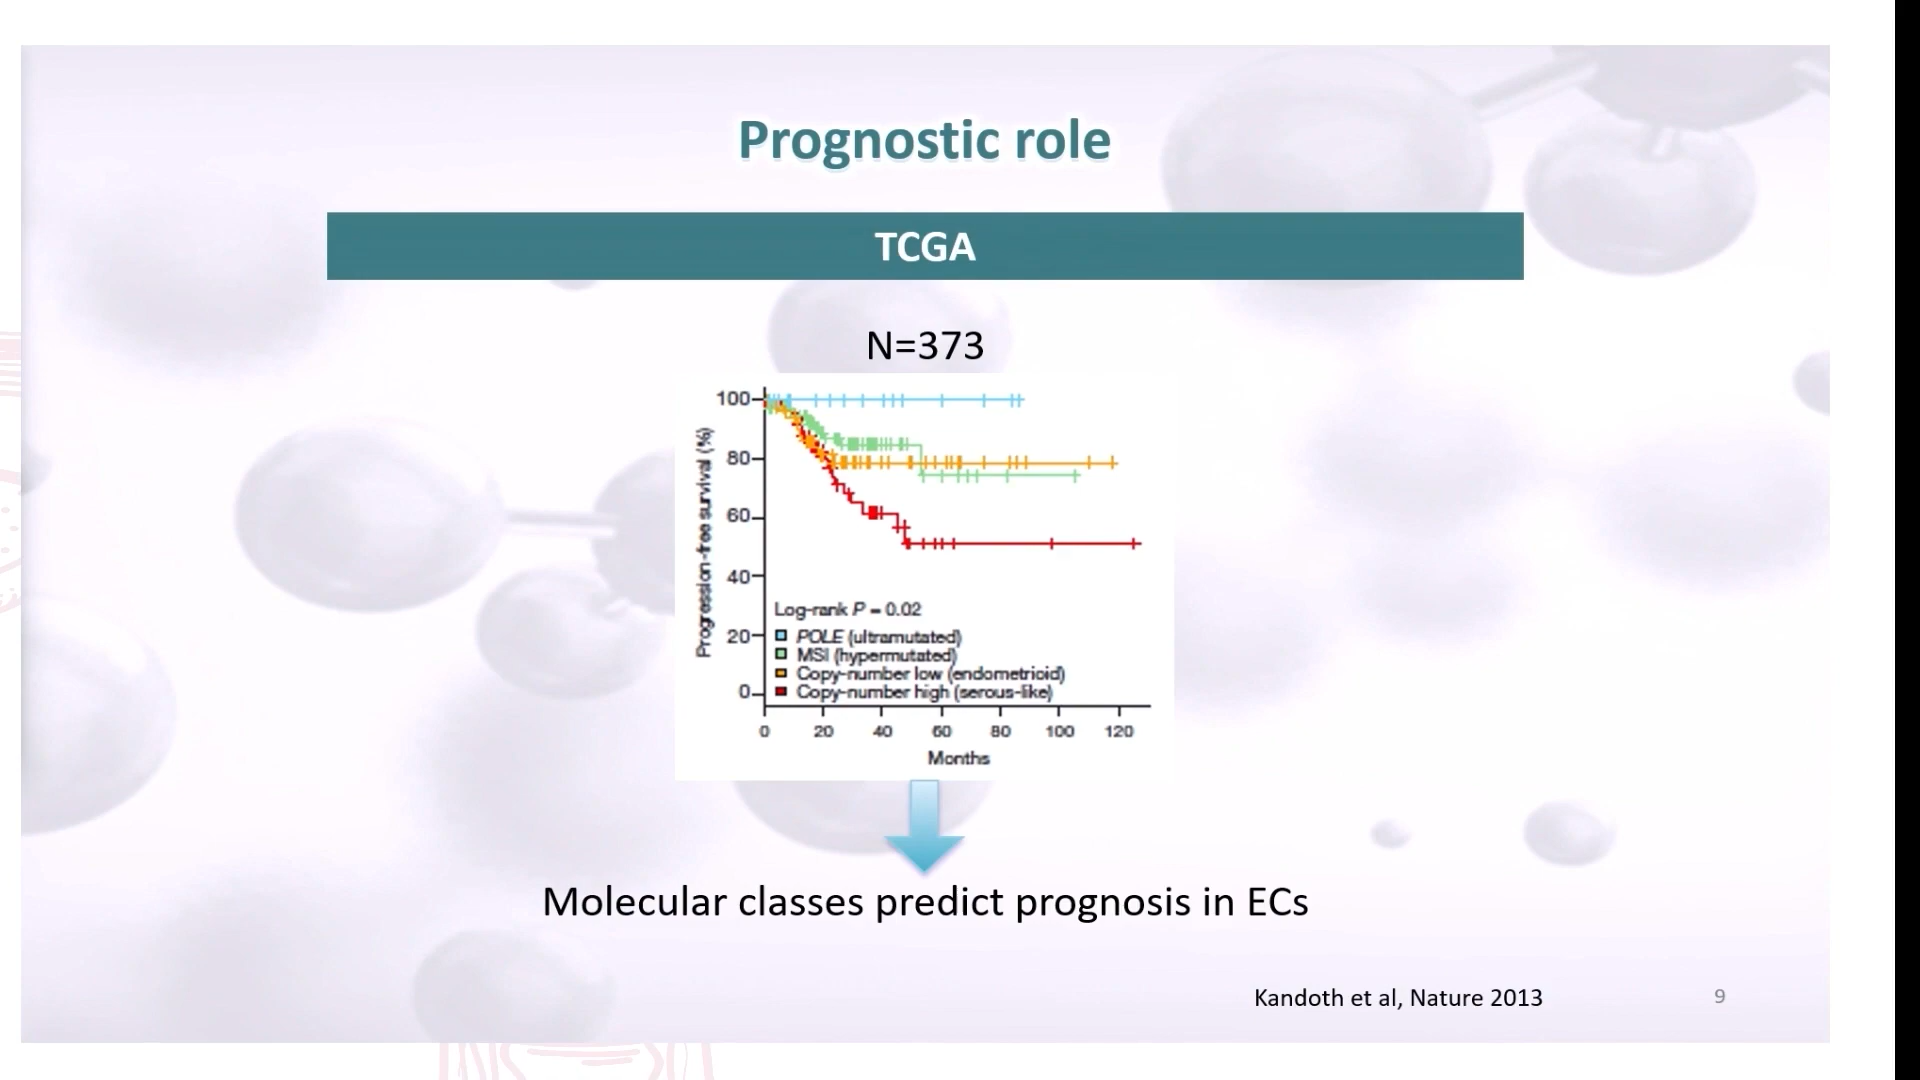 Prognostic role
TCGA
N=373
Progression-free survival (%)
100
80
60
40
20
0
Log-rank P = 0.02
POLE (ultramutated)
MSI (hypermutated)
Copy-number low (endometrioid)
Copy-number high (serous-like)
0 20 40 60 80 100 120
Months
Molecular classes predict prognosis in ECs
Kandoth et al, Nature 2013
9